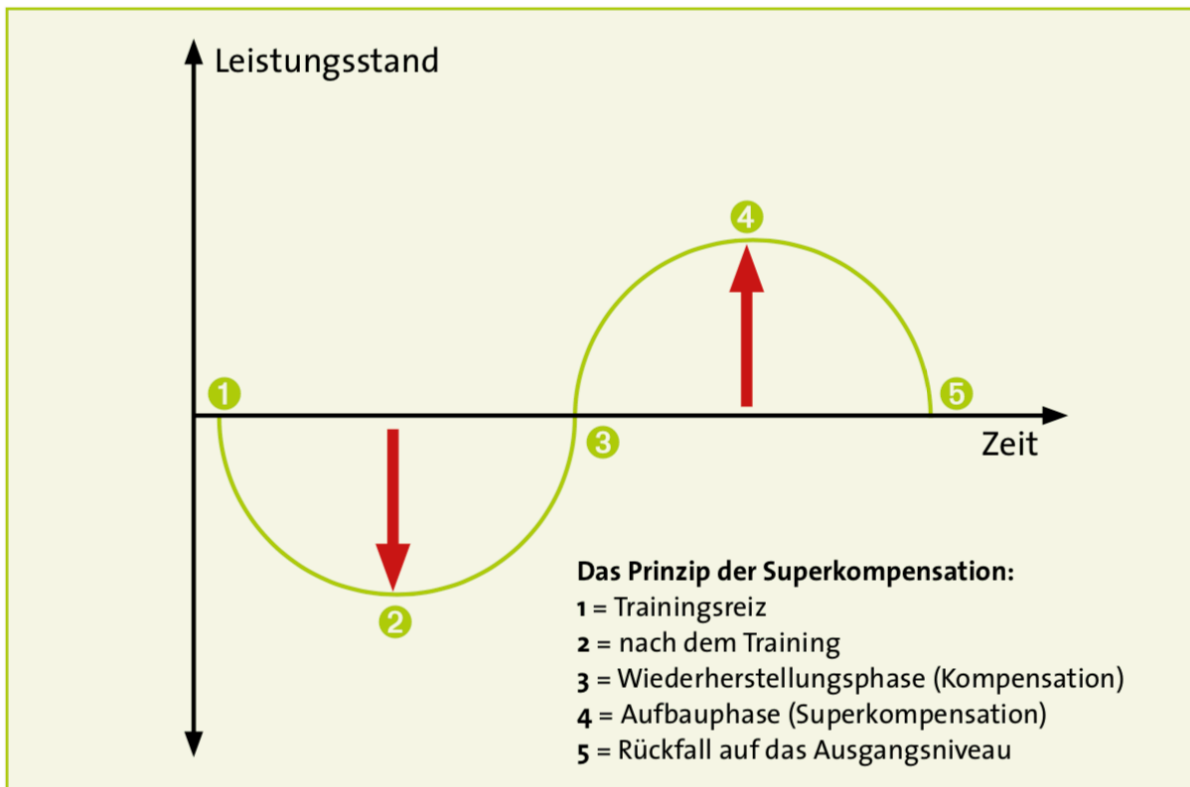 Leistungsstand
4
1
5
3
Zeit
2
Das Prinzip der Superkompensation:
1 = Trainingsreiz
2 = nach dem Training
3 = Wiederherstellungsphase (Kompensation)
4 = Aufbauphase (Superkompensation)
5 = Rückfall auf das Ausgangsniveau